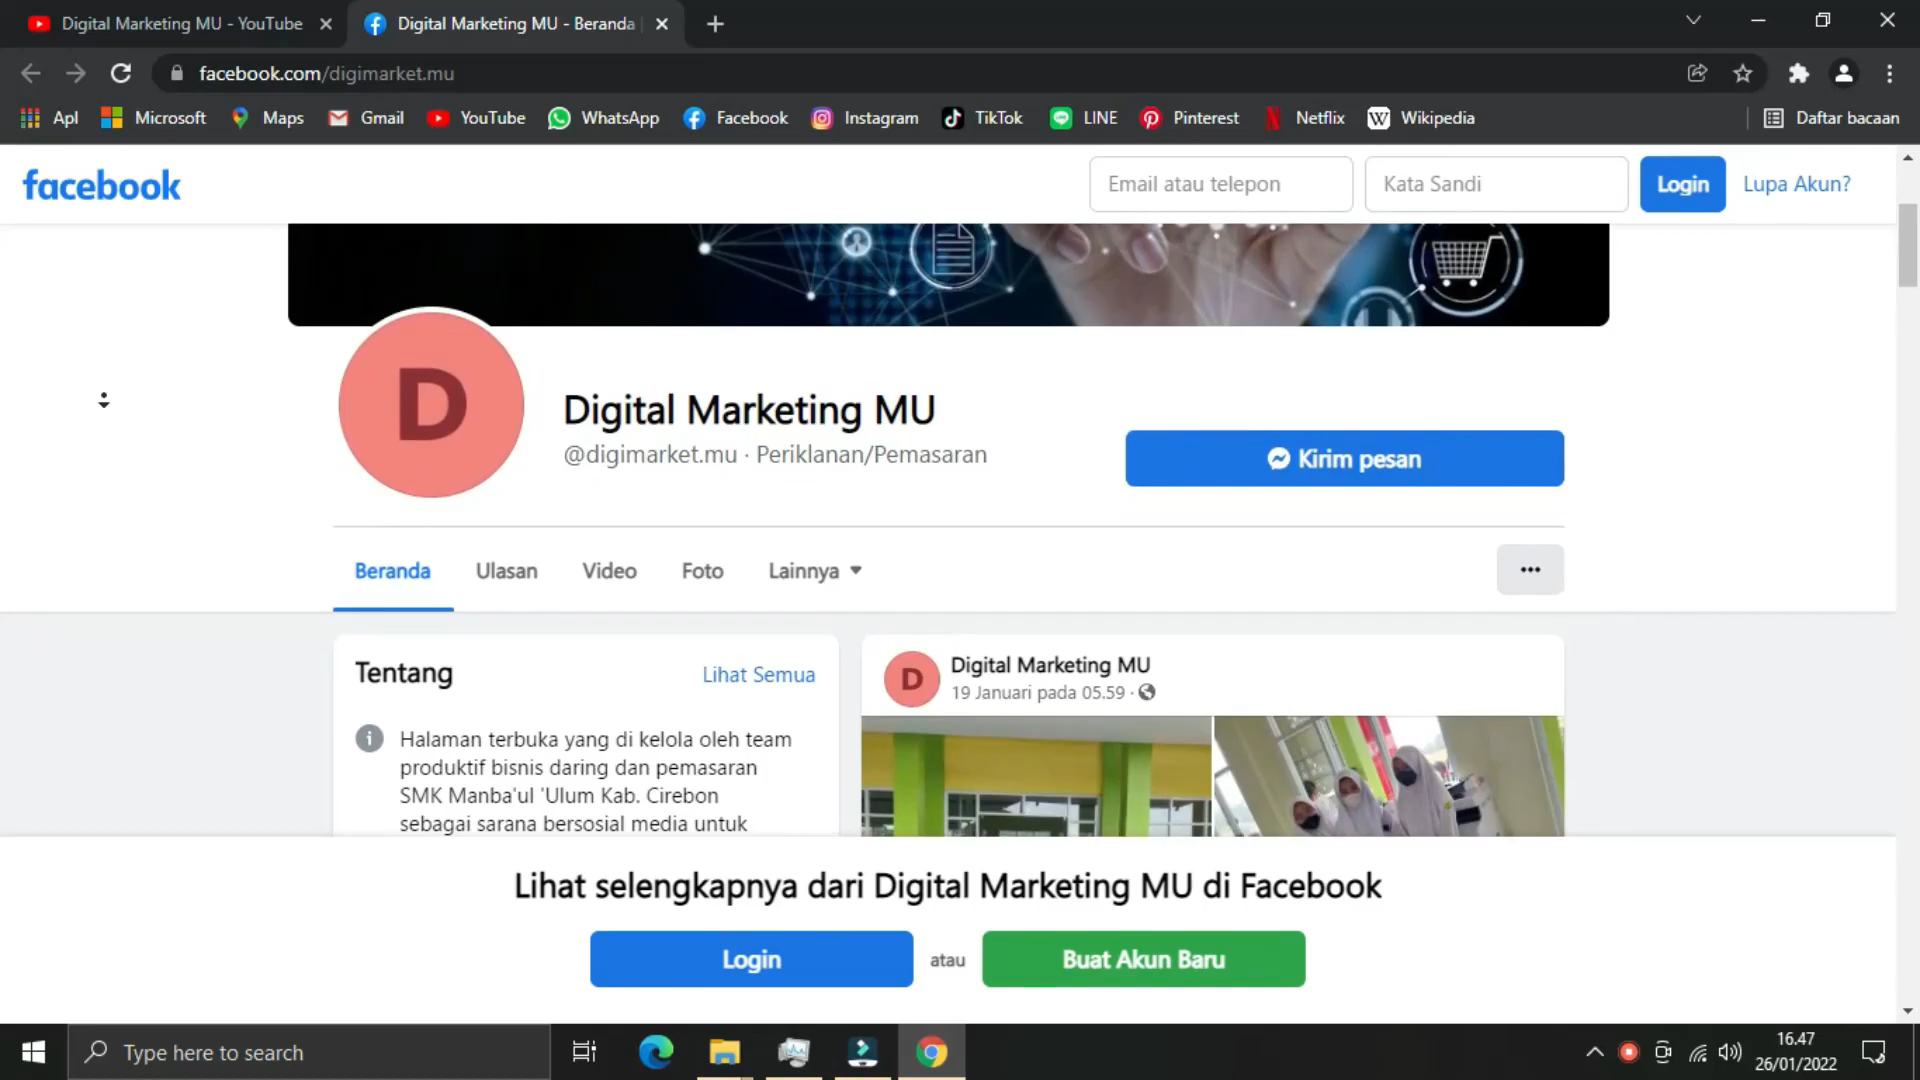 Digital Marketing MU - YouTube
Digital Marketing MU - Beranda
facebook.com/digimarket.mu
Apl Microsoft Maps Gmail YouTube WhatsApp Facebook Instagram TikTok LINE Pinterest Netflix Wikipedia Daftar bacaan
facebook
Email atau telepon
Kata Sandi
Login
Lupa Akun?
D
Digital Marketing MU
@digimarket.mu · Periklanan/Pemasaran
Kirim pesan
Beranda Ulasan Video Foto Lainnya
Tentang
Lihat Semua
Halaman terbuka yang di kelola oleh team
produktif bisnis daring dan pemasaran
SMK Manba'ul 'Ulum Kab. Cirebon
sebagai sarana bersosial media untuk
D
Digital Marketing MU
19 Januari pada 05.59 ·
Lihat selengkapnya dari Digital Marketing MU di Facebook
Login
atau
Buat Akun Baru
Type here to search
16.47
26/01/2022